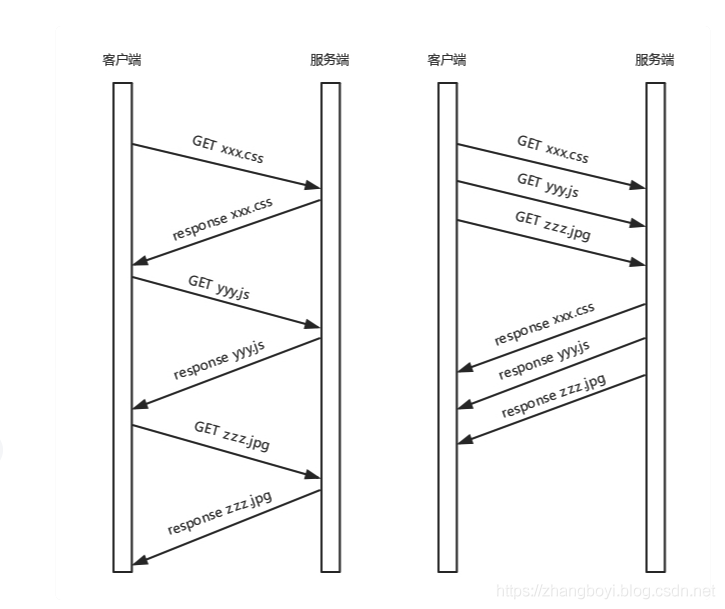 客户端
服务端
GET xxx.css
response xxx.css
GET yyy.js
response yyy.js
GET zzz.jpg
response zzz.jpg
客户端
服务端
GET xxx.css
GET yyy.js
GET zzz.jpg
response xxx.css
response yyy.js
response zzz.jpg
https://zhangboyi.blog.csdn.net